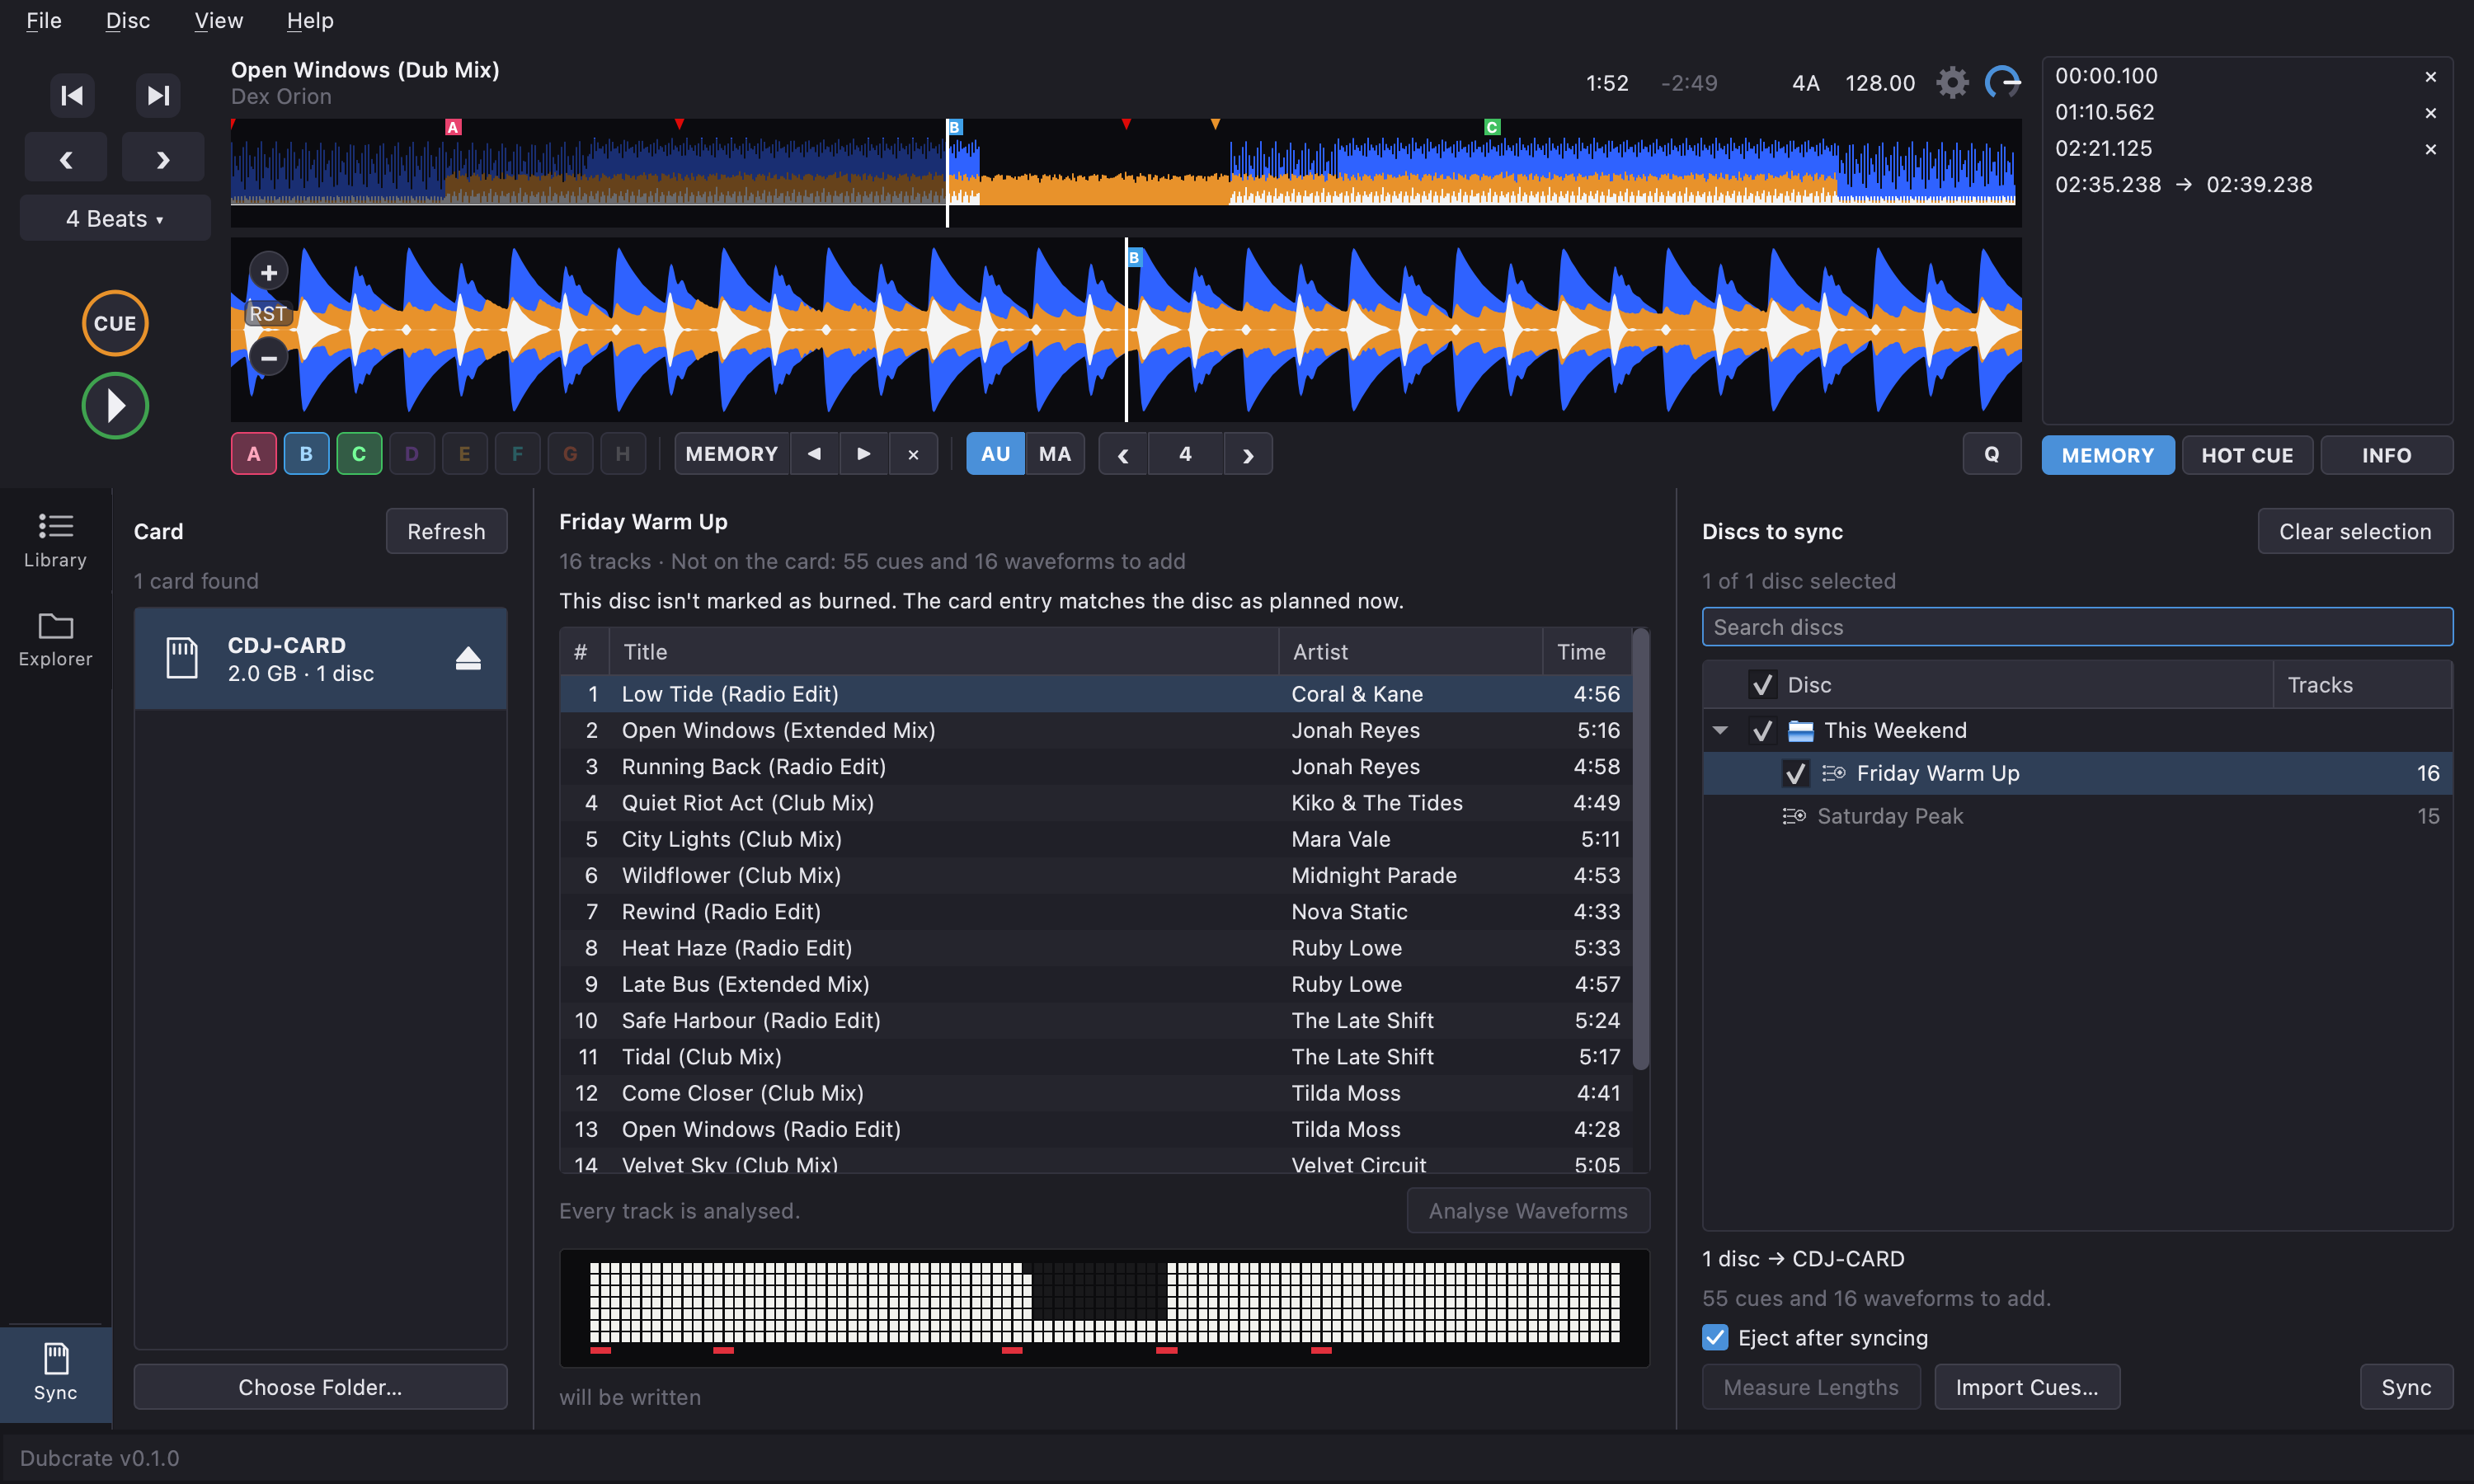 File Disc View Help
Open Windows (Dub Mix)
Dex Orion
1:52 -2:49 4A 128.00
A B C
4 Beats
B
RST
CUE
A B C D E F G H MEMORY AU MA 4 Q
00:00.100
01:10.562
02:21.125
02:35.238 → 02:39.238
MEMORY HOT CUE INFO
Library
Explorer
Sync
Card Refresh
1 card found
CDJ-CARD
2.0 GB · 1 disc
Choose Folder...
Friday Warm Up
16 tracks · Not on the card: 55 cues and 16 waveforms to add
This disc isn't marked as burned. The card entry matches the disc as planned now.
# Title Artist Time
1 Low Tide (Radio Edit) Coral & Kane 4:56
2 Open Windows (Extended Mix) Jonah Reyes 5:16
3 Running Back (Radio Edit) Jonah Reyes 4:58
4 Quiet Riot Act (Club Mix) Kiko & The Tides 4:49
5 City Lights (Club Mix) Mara Vale 5:11
6 Wildflower (Club Mix) Midnight Parade 4:53
7 Rewind (Radio Edit) Nova Static 4:33
8 Heat Haze (Radio Edit) Ruby Lowe 5:33
9 Late Bus (Extended Mix) Ruby Lowe 4:57
10 Safe Harbour (Radio Edit) The Late Shift 5:24
11 Tidal (Club Mix) The Late Shift 5:17
12 Come Closer (Club Mix) Tilda Moss 4:41
13 Open Windows (Radio Edit) Tilda Moss 4:28
14 Velvet Sky (Club Mix) Velvet Circuit 5:05
Every track is analysed. Analyse Waveforms
will be written
Discs to sync Clear selection
1 of 1 disc selected
Search discs
Disc Tracks
This Weekend
Friday Warm Up 16
Saturday Peak 15
1 disc → CDJ-CARD
55 cues and 16 waveforms to add.
Eject after syncing
Measure Lengths Import Cues... Sync
Dubcrate v0.1.0